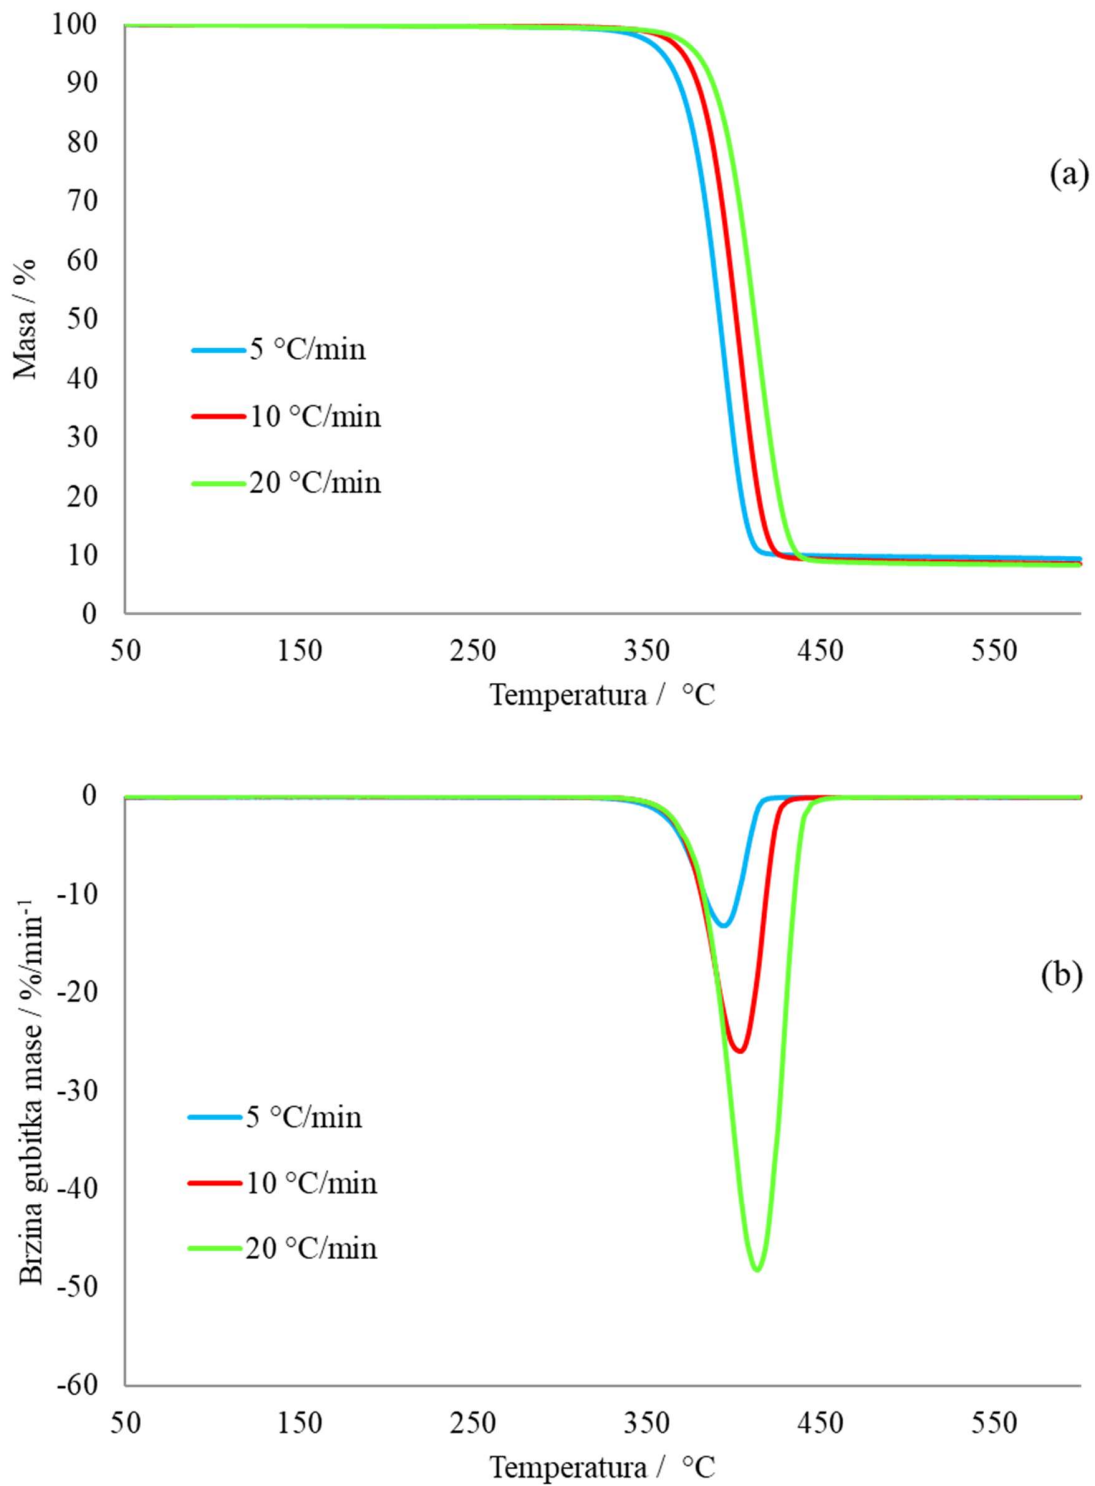 100
90
80
70
60
50
40
30
20
10
0
Masa / %
(a)
5 °C/min
10 °C/min
20 °C/min
50 150 250 350 450 550
Temperatura / °C
0
-10
-20
-30
-40
-50
-60
Brzina gubitka mase / %/min⁻¹
(b)
5 °C/min
10 °C/min
20 °C/min
50 150 250 350 450 550
Temperatura / °C